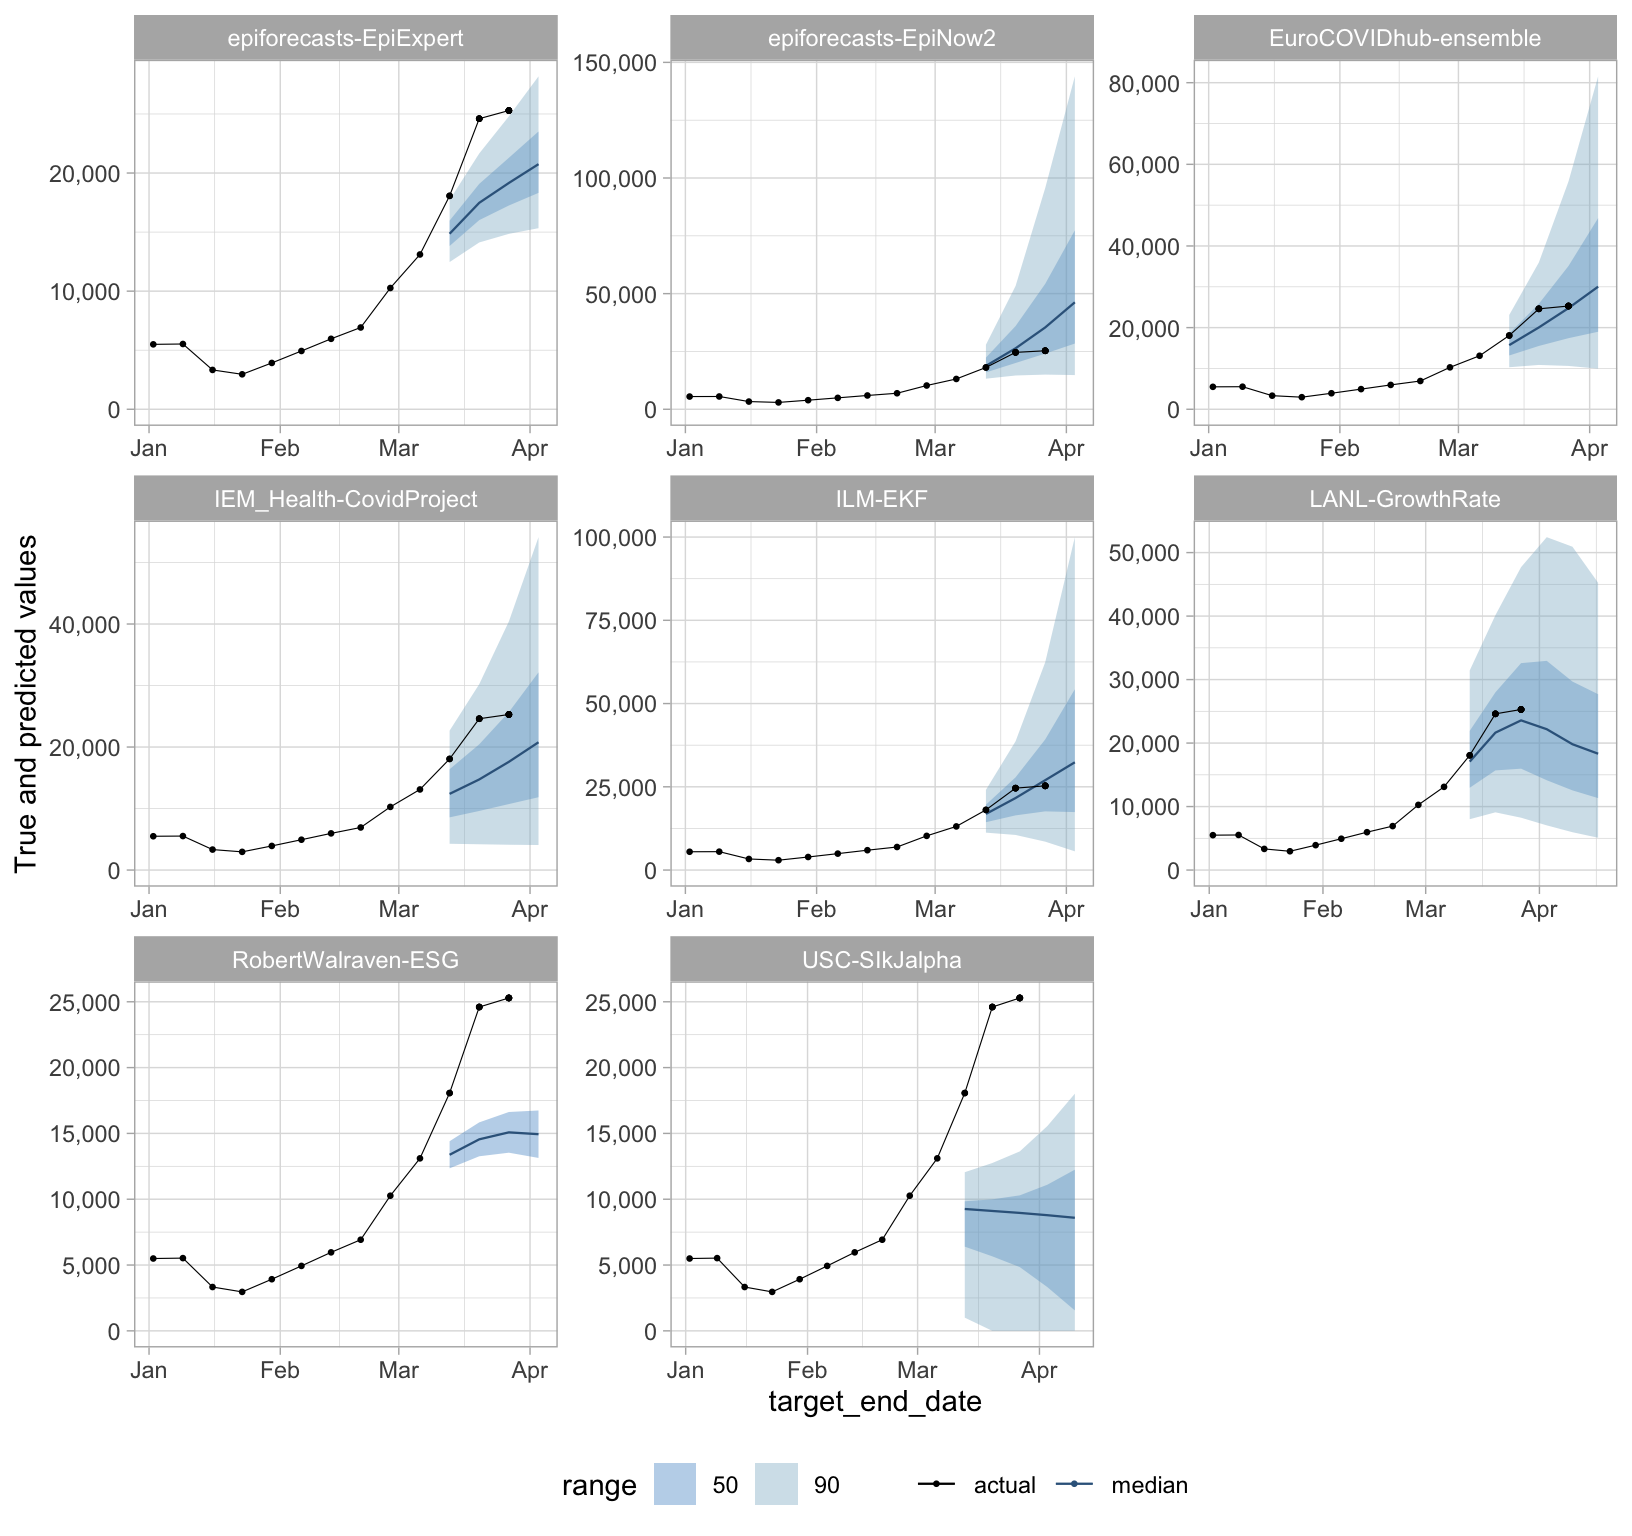 epiforecasts-EpiExpert
epiforecasts-EpiNow2
EuroCOVIDhub-ensemble
20,000
10,000
0
Jan Feb Mar Apr
150,000
100,000
50,000
0
Jan Feb Mar Apr
80,000
60,000
40,000
20,000
0
Jan Feb Mar Apr
True and predicted values
IEM_Health-CovidProject
ILM-EKF
LANL-GrowthRate
40,000
20,000
0
Jan Feb Mar Apr
100,000
75,000
50,000
25,000
0
Jan Feb Mar Apr
50,000
40,000
30,000
20,000
10,000
0
Jan Feb Mar Apr
RobertWalraven-ESG
USC-SIkJalpha
25,000
20,000
15,000
10,000
5,000
0
Jan Feb Mar Apr
25,000
20,000
15,000
10,000
5,000
0
Jan Feb Mar Apr
target_end_date
range 50 90 actual median